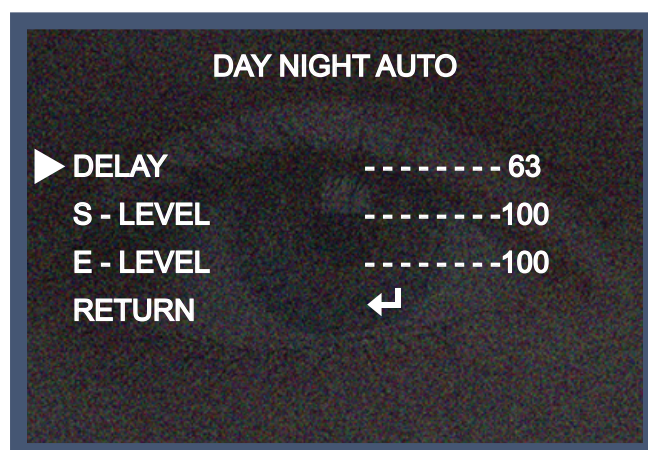 DAY NIGHT AUTO
DELAY - - - - - - - - 63
S - LEVEL - - - - - - - -100
E - LEVEL - - - - - - - -100
RETURN